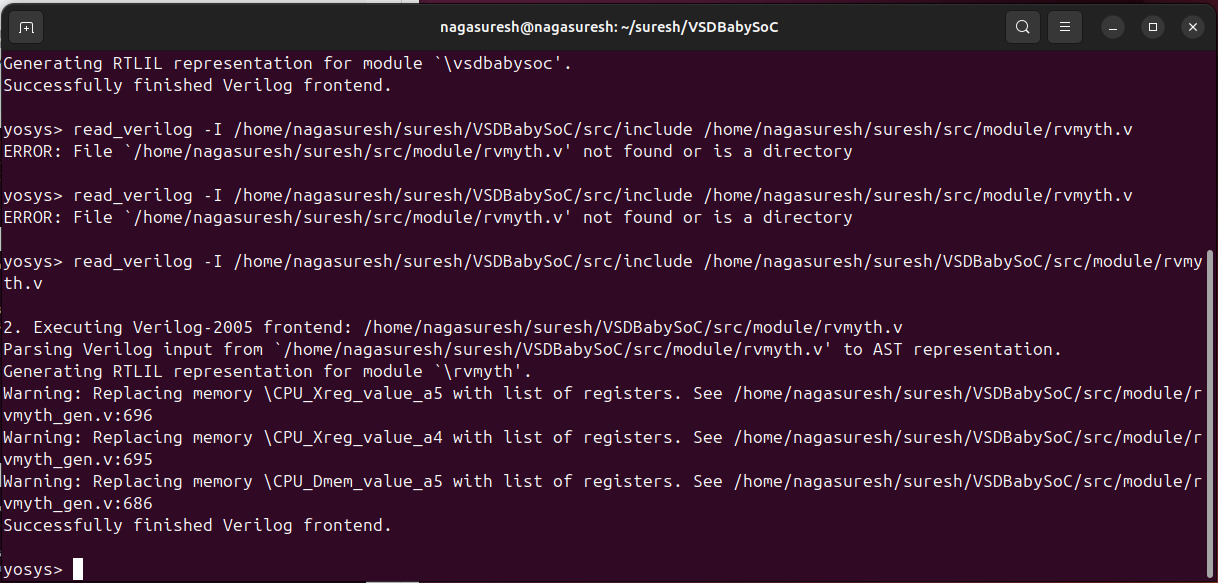 nagasuresh@nagasuresh: ~/suresh/VSDBabySoC
Generating RTLIL representation for module `\vsdbabysoc'.
Successfully finished Verilog frontend.
yosys> read_verilog -I /home/nagasuresh/suresh/VSDBabySoC/src/include /home/nagasuresh/suresh/src/module/rvmyth.v
ERROR: File `/home/nagasuresh/suresh/src/module/rvmyth.v' not found or is a directory
yosys> read_verilog -I /home/nagasuresh/suresh/VSDBabySoC/src/include /home/nagasuresh/suresh/src/module/rvmyth.v
ERROR: File `/home/nagasuresh/suresh/src/module/rvmyth.v' not found or is a directory
yosys> read_verilog -I /home/nagasuresh/suresh/VSDBabySoC/src/include /home/nagasuresh/suresh/VSDBabySoC/src/module/rvmy
th.v
2. Executing Verilog-2005 frontend: /home/nagasuresh/suresh/VSDBabySoC/src/module/rvmyth.v
Parsing Verilog input from `/home/nagasuresh/suresh/VSDBabySoC/src/module/rvmyth.v' to AST representation.
Generating RTLIL representation for module `\rvmyth'.
Warning: Replacing memory \CPU_Xreg_value_a5 with list of registers. See /home/nagasuresh/suresh/VSDBabySoC/src/module/r
vmyth_gen.v:696
Warning: Replacing memory \CPU_Xreg_value_a4 with list of registers. See /home/nagasuresh/suresh/VSDBabySoC/src/module/r
vmyth_gen.v:695
Warning: Replacing memory \CPU_Dmem_value_a5 with list of registers. See /home/nagasuresh/suresh/VSDBabySoC/src/module/r
vmyth_gen.v:686
Successfully finished Verilog frontend.
yosys>